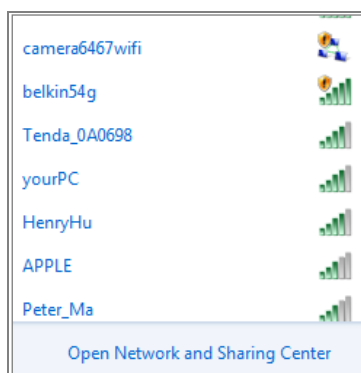 camera6467wifi
belkin54g
Tenda_0A0698
yourPC
HenryHu
APPLE
Peter_Ma
Open Network and Sharing Center